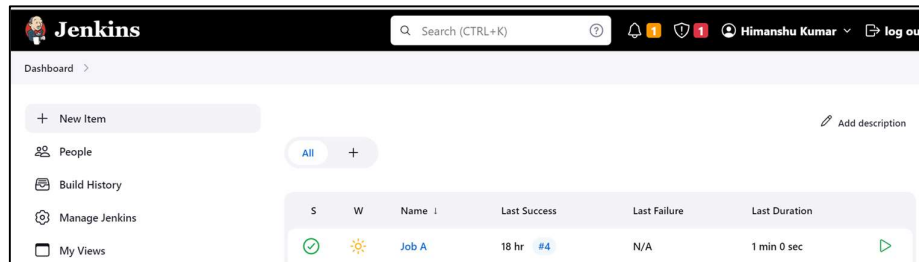 Jenkins
Search (CTRL+K) ?
1 1 Himanshu Kumar log ou
Dashboard >
+ New Item
Add description
People
All +
Build History
Manage Jenkins
S W Name ↓ Last Success Last Failure Last Duration
My Views
Job A 18 hr #4 N/A 1 min 0 sec